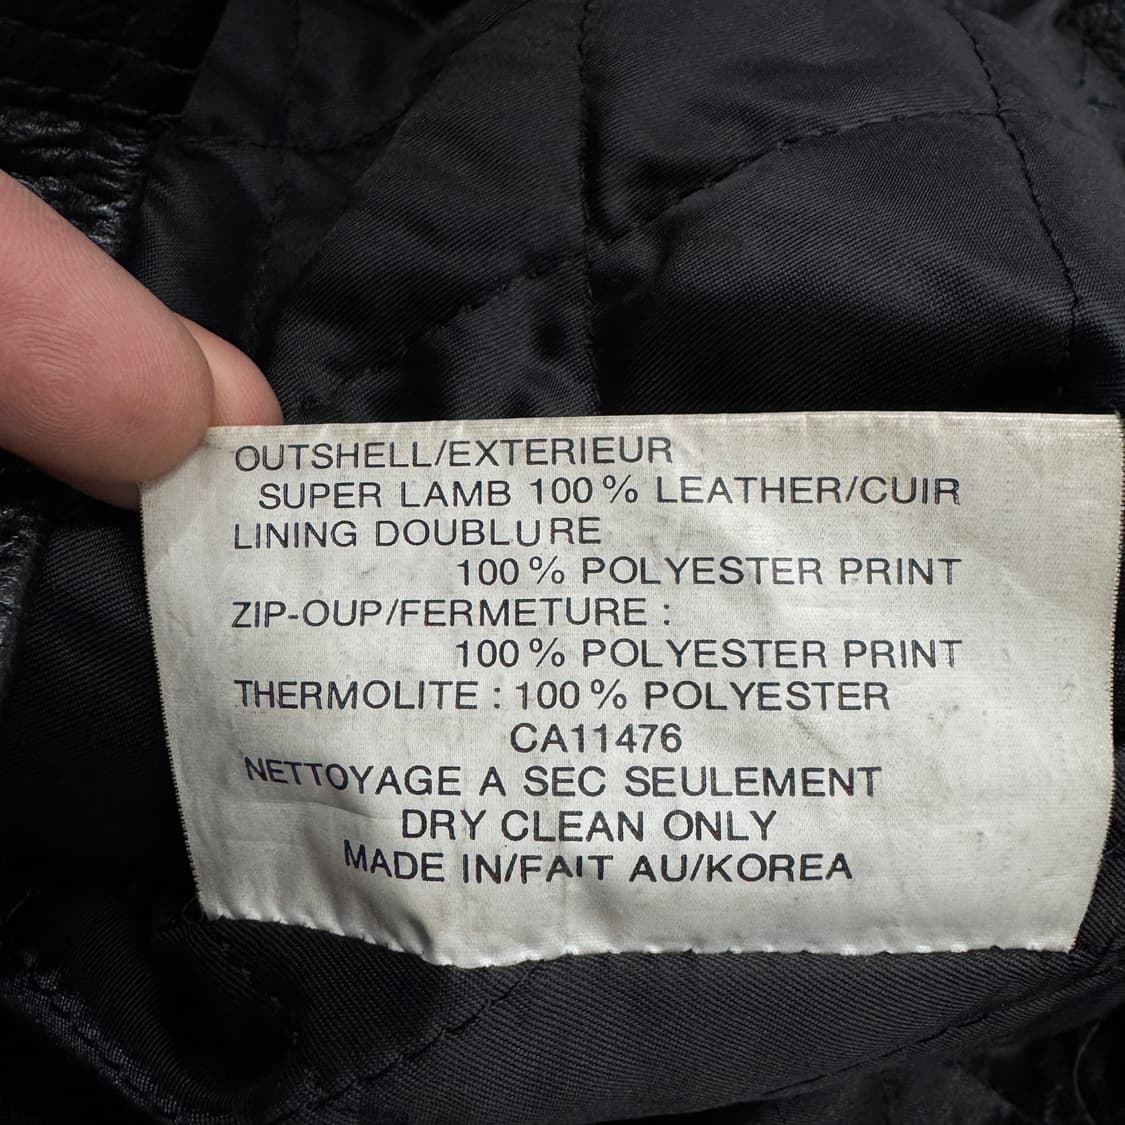 OUTSHELL/EXTERIEUR
SUPER LAMB 100% LEATHER/CUIR
LINING DOUBLURE
100% POLYESTER PRINT
ZIP-OUP/FERMETURE :
100% POLYESTER PRINT
THERMOLITE : 100% POLYESTER
CA11476
NETTOYAGE A SEC SEULEMENT
DRY CLEAN ONLY
MADE IN/FAIT AU/KOREA